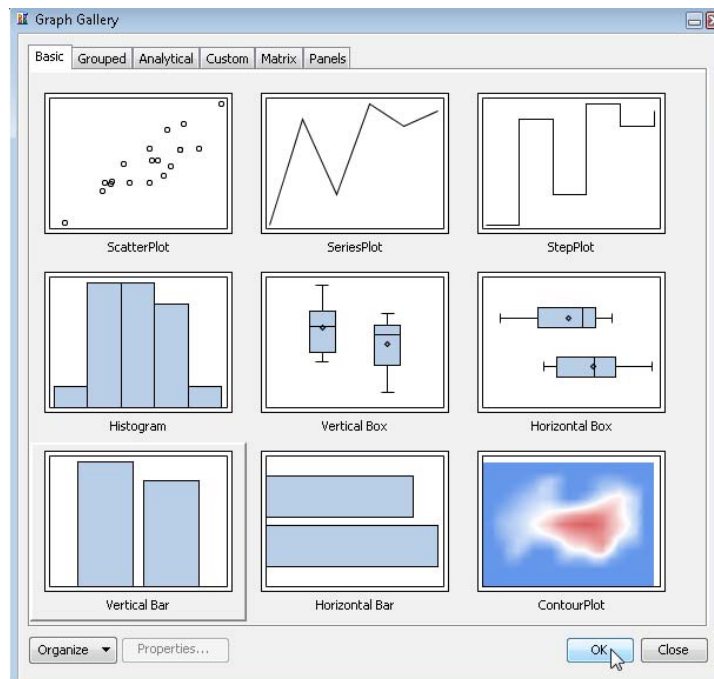 Graph Gallery
Basic Grouped Analytical Custom Matrix Panels
ScatterPlot SeriesPlot StepPlot
Histogram Vertical Box Horizontal Box
Vertical Bar Horizontal Bar ContourPlot
Organize Properties... OK Close